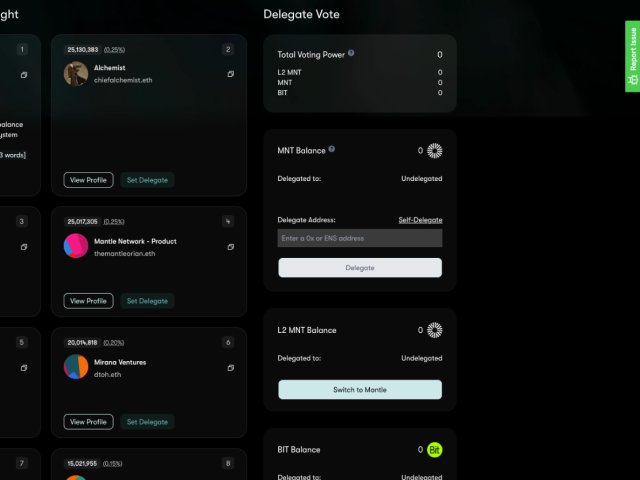 ght
Delegate Vote
1
25,130,383 (0.25%)
2
Alchemist
chiefalchemist.eth
alance
ystem
3 words]
View Profile
Set Delegate
Total Voting Power ?
0
L2 MNT
0
MNT
0
BIT
0
Report Issue
MNT Balance ?
0
Delegated to:
Undelegated
Delegate Address:
Self-Delegate
Enter a 0x or ENS address
Delegate
3
25,017,305 (0.25%)
4
Mantle Network - Product
themantleorian.eth
View Profile
Set Delegate
L2 MNT Balance
0
Delegated to:
Undelegated
Switch to Mantle
5
20,014,818 (0.20%)
6
Mirana Ventures
dtoh.eth
View Profile
Set Delegate
BIT Balance
0
Bit
Delegated to:
Undelegated
7
15,021,955 (0.15%)
8